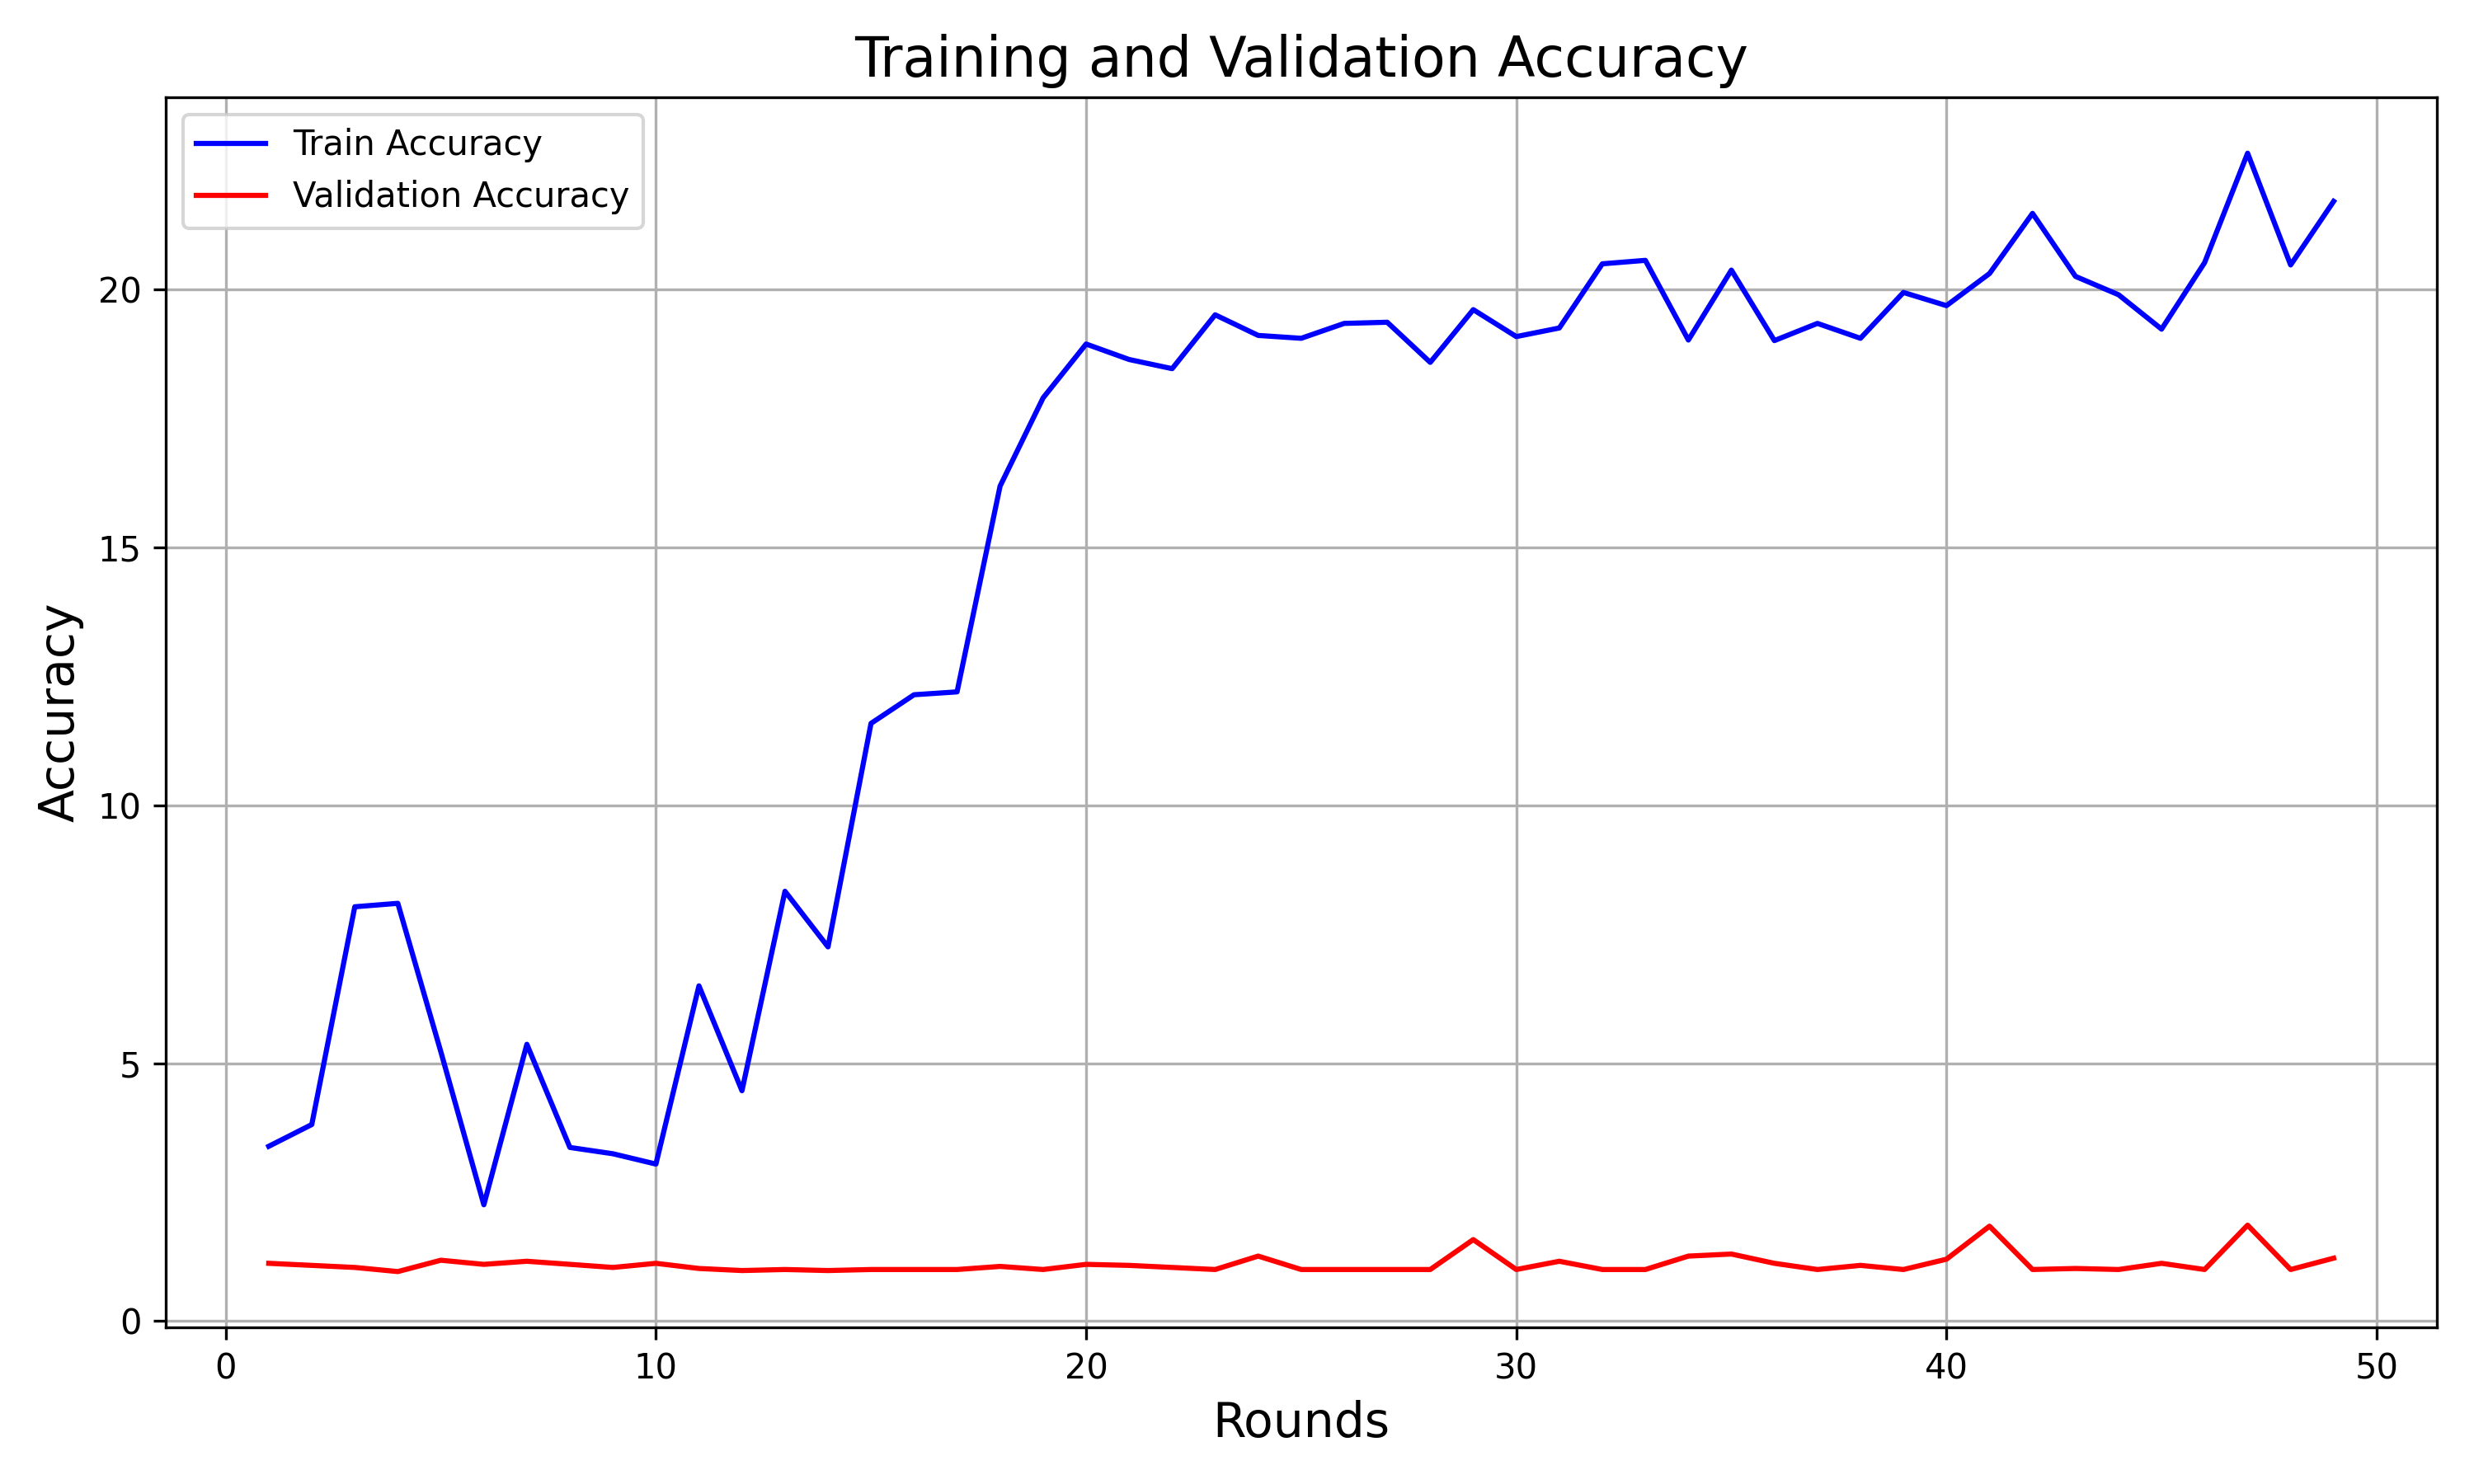 Training and Validation Accuracy
Train Accuracy
Validation Accuracy
Accuracy
20
15
10
5
0
0 10 20 30 40 50
Rounds